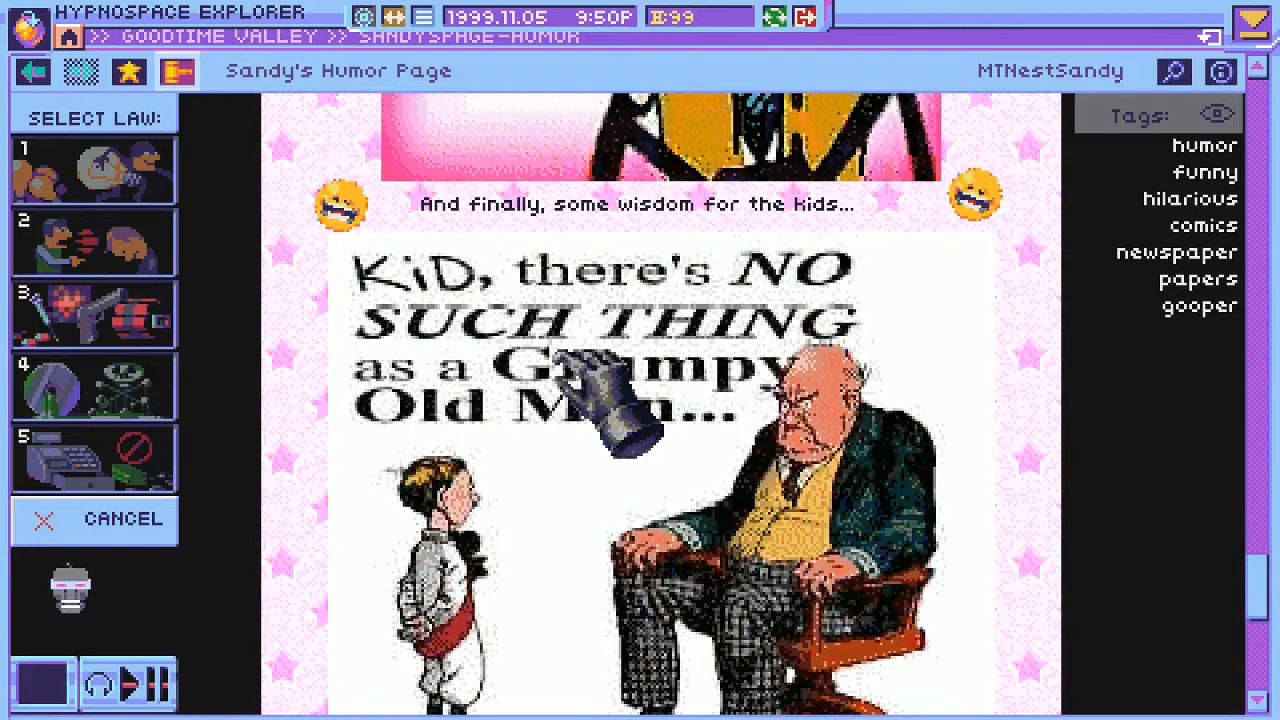 HYPNOSPACE EXPLORER
1999.11.05 9:50P
99
>> GOODTIME VALLEY >> SANDYSPAGE-HUMOR
Sandy's Humor Page
MTNestSandy
SELECT LAW:
1
2
3
4
5
CANCEL
And finally, some wisdom for the kids...
KiD, there's NO
SUCH THING
as a Grumpy
Old Man...
Tags:
humor
funny
hilarious
comics
newspaper
papers
gooper